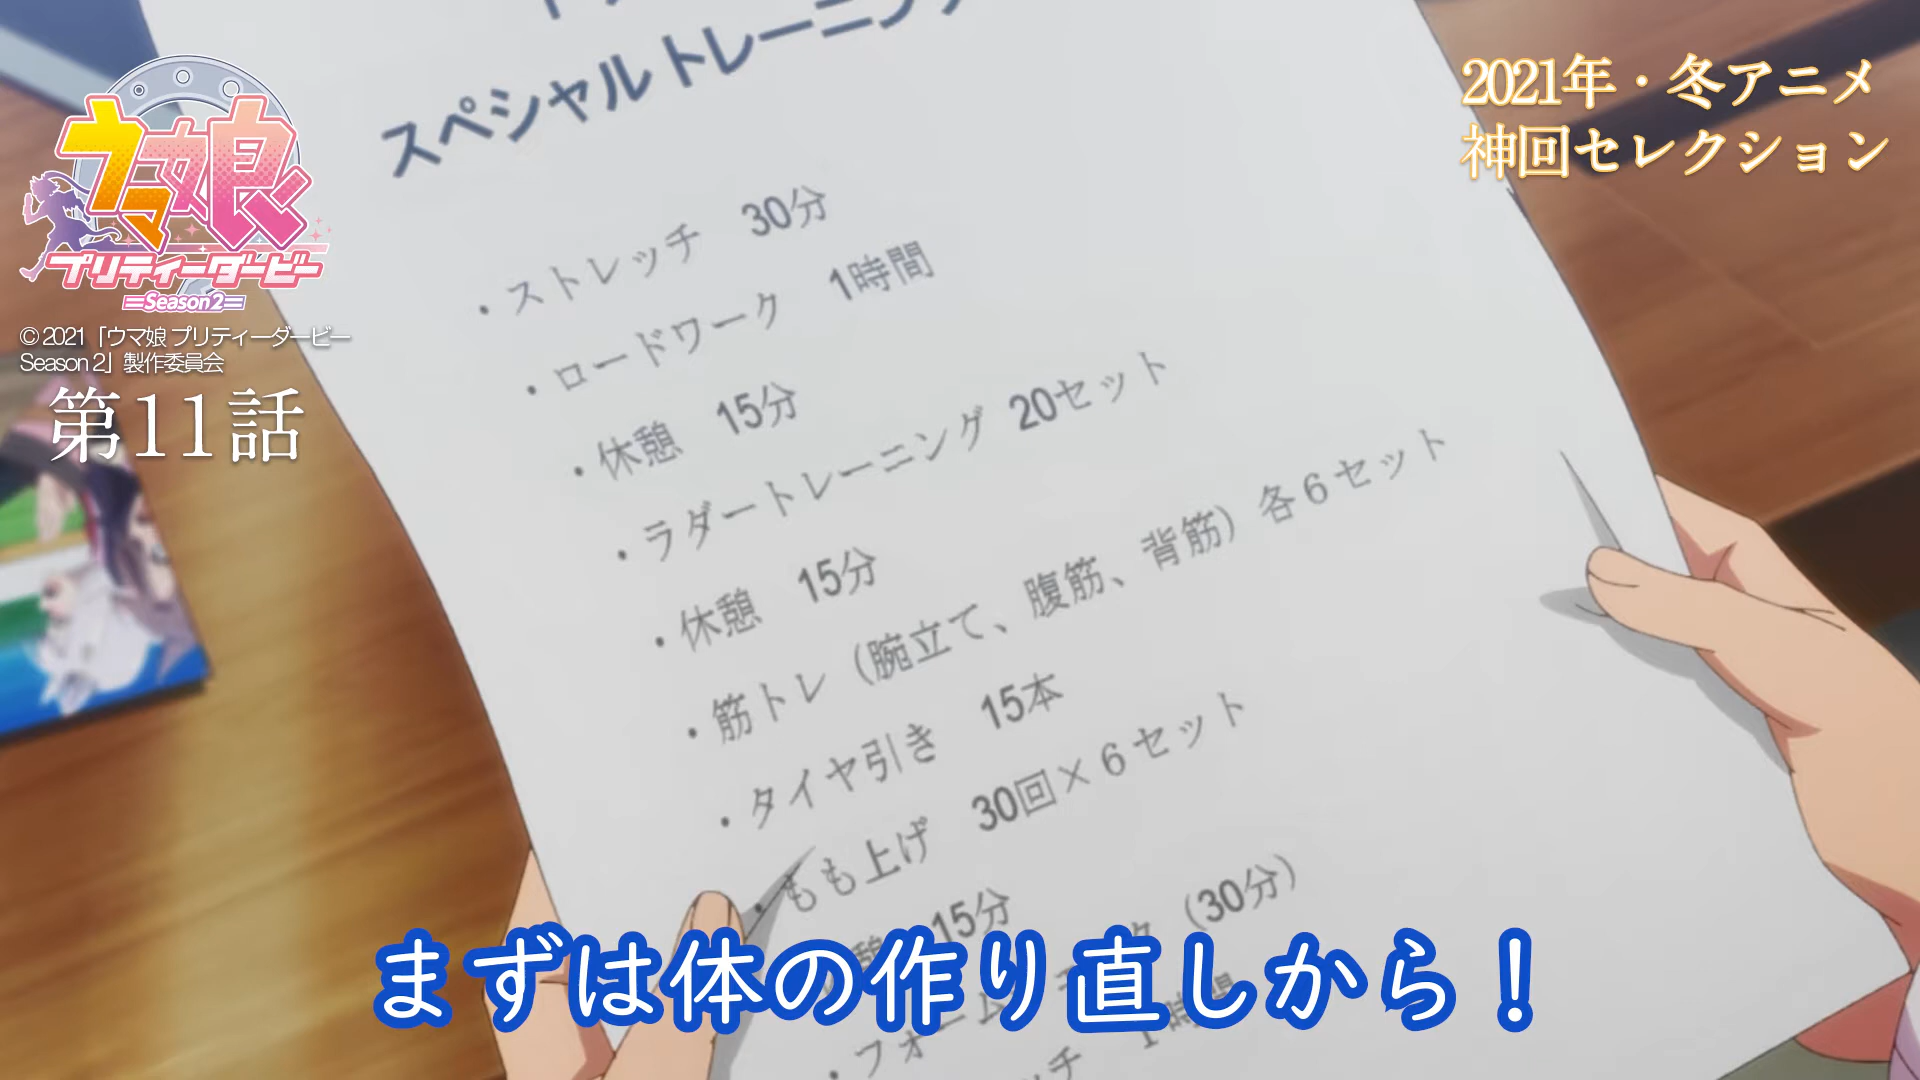 スペシャルトレーニング
2021年・冬アニメ
神回セレクション
ウマ娘
プリティーダービー
Season2
© 2021「ウマ娘 プリティーダービー
Season 2」製作委員会
第11話
・ストレッチ 30分
・ロードワーク 1時間
・休憩 15分
・ラダートレーニング 20セット
・休憩 15分
・筋トレ（腕立て、腹筋、背筋）各６セット
・タイヤ引き 15本
・もも上げ 30回×６セット
憩 15分
（30分）
まずは体の作り直しから！